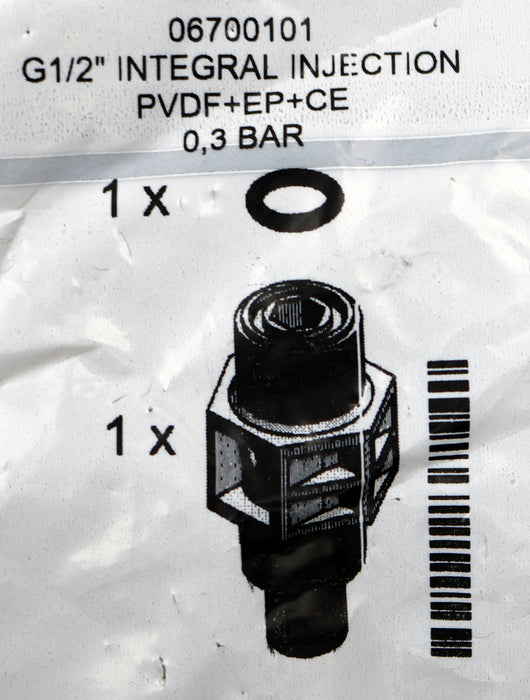 06700101
G1/2" INTEGRAL INJECTION
PVDF+EP+CE
0,3 BAR
1 x
1 x